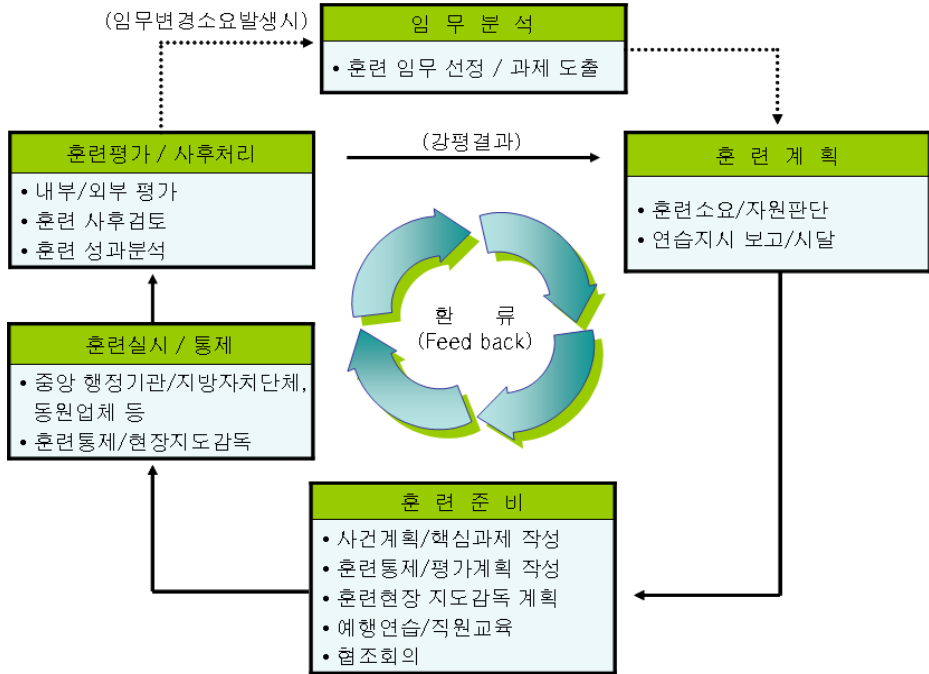 (임무변경소요발생시)
임 무 분 석
• 훈련 임무 선정 / 과제 도출
훈련평가 / 사후처리
• 내부/외부 평가
• 훈련 사후검토
• 훈련 성과분석
(강평결과)
훈 련 계 획
• 훈련소요/자원판단
• 연습지시 보고/시달
환 류
(Feed back)
훈련실시 / 통제
• 중앙 행정기관/지방자치단체,
동원업체 등
• 훈련통제/현장지도감독
훈 련 준 비
• 사건계획/핵심과제 작성
• 훈련통제/평가계획 작성
• 훈련현장 지도감독 계획
• 예행연습/직원교육
• 협조회의